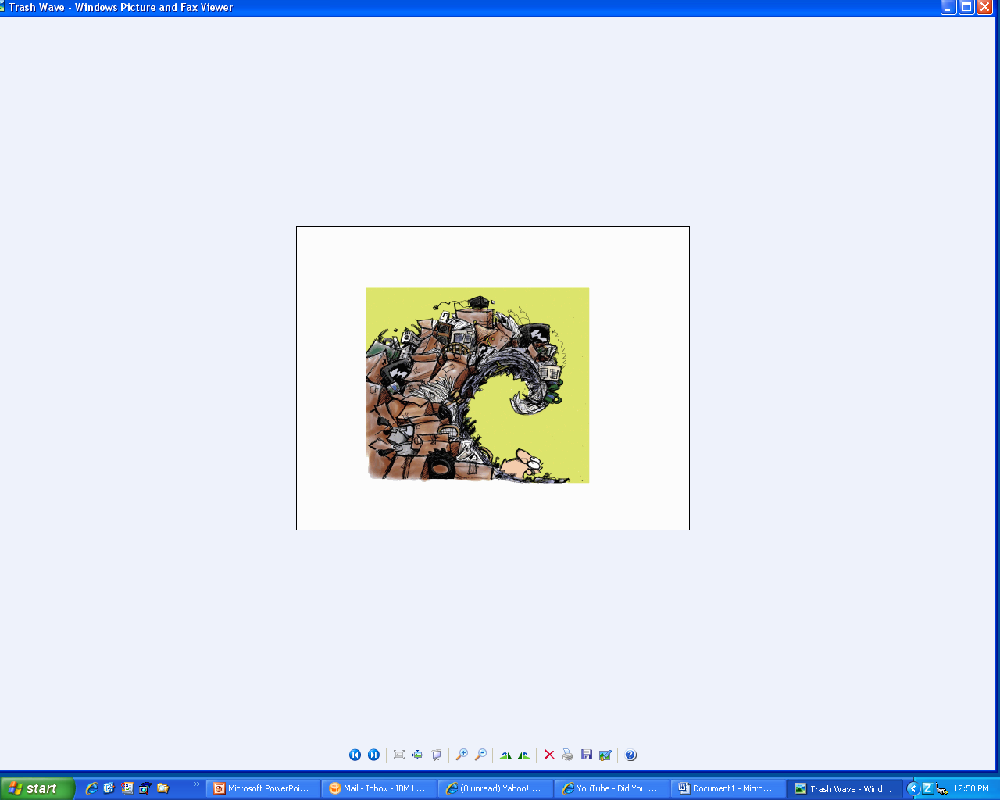 Trash Wave - Windows Picture and Fax Viewer
start
Microsoft PowerPoi...
Mail - Inbox - IBM L...
(0 unread) Yahoo! ...
YouTube - Did You ...
Document1 - Micro...
Trash Wave - Wind...
12:58 PM